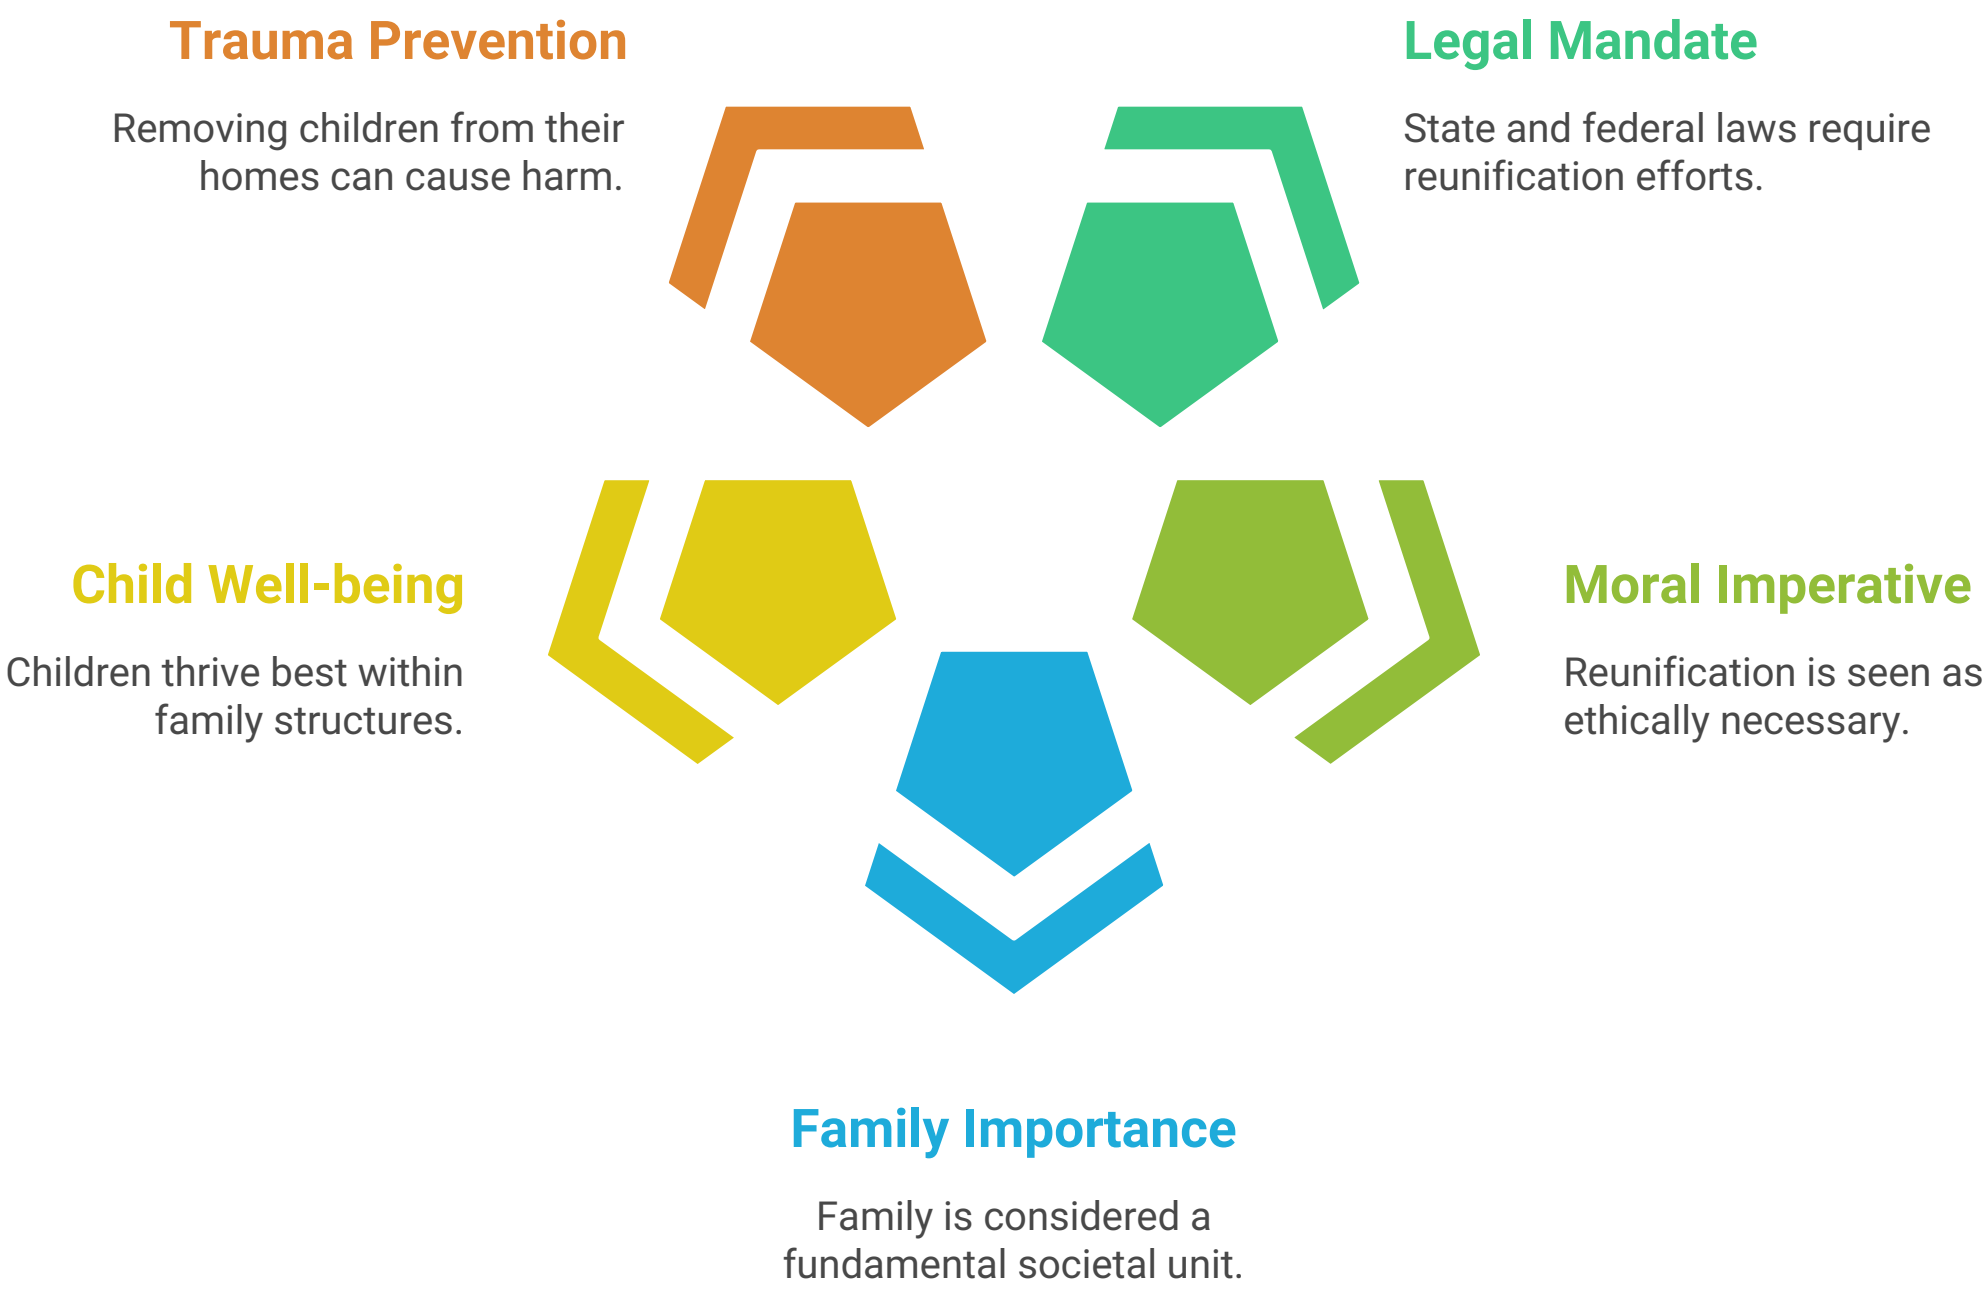 Trauma Prevention
Removing children from their
homes can cause harm.
Legal Mandate
State and federal laws require
reunification efforts.
Child Well-being
Children thrive best within
family structures.
Moral Imperative
Reunification is seen as
ethically necessary.
Family Importance
Family is considered a
fundamental societal unit.